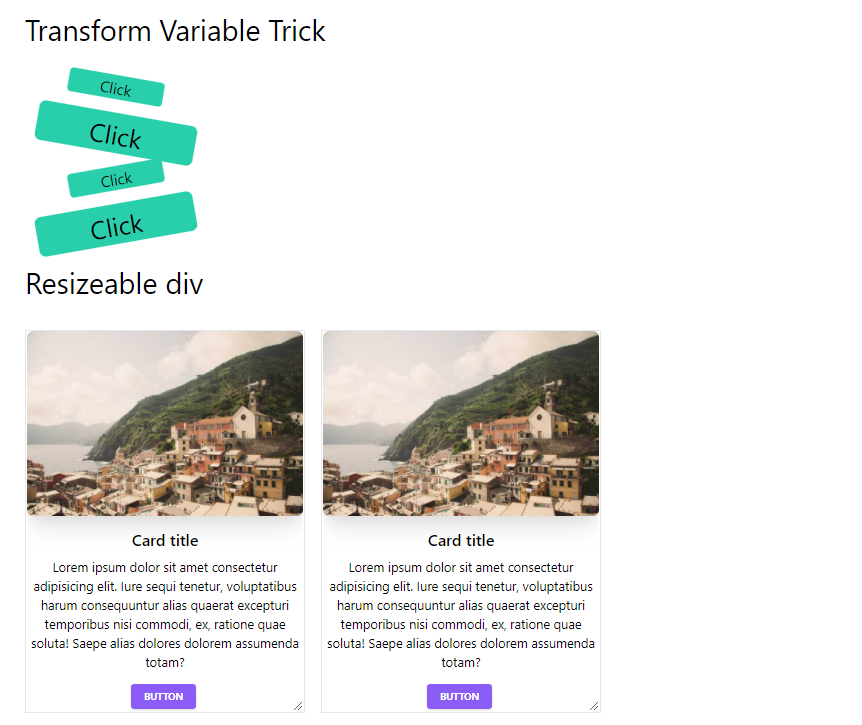 Transform Variable Trick
Click
Click
Click
Click
Resizeable div
Card title
Lorem ipsum dolor sit amet consectetur
adipisicing elit. Iure sequi tenetur, voluptatibus
harum consequuntur alias quaerat excepturi
temporibus nisi commodi, ex, ratione quae
soluta! Saepe alias dolores dolorem assumenda
totam?
BUTTON
Card title
Lorem ipsum dolor sit amet consectetur
adipisicing elit. Iure sequi tenetur, voluptatibus
harum consequuntur alias quaerat excepturi
temporibus nisi commodi, ex, ratione quae
soluta! Saepe alias dolores dolorem assumenda
totam?
BUTTON